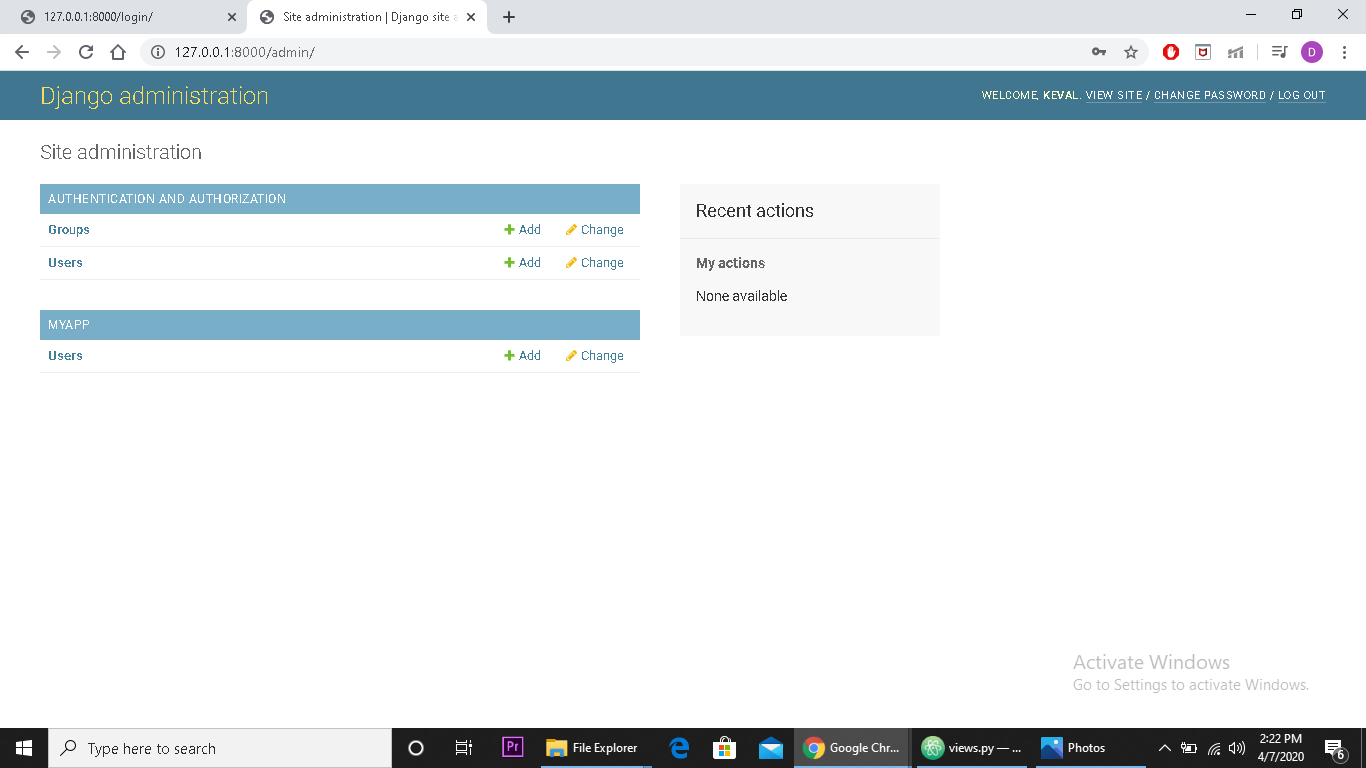 127.0.0.1:8000/login/
Site administration | Django site a
127.0.0.1:8000/admin/
D
Django administration
WELCOME, KEVAL. VIEW SITE / CHANGE PASSWORD / LOG OUT
Site administration
AUTHENTICATION AND AUTHORIZATION
Groups Add Change
Users Add Change
MYAPP
Users Add Change
Recent actions
My actions
None available
Activate Windows
Go to Settings to activate Windows.
Type here to search
Pr
File Explorer
Google Chr...
views.py — ...
Photos
2:22 PM
4/7/2020
6